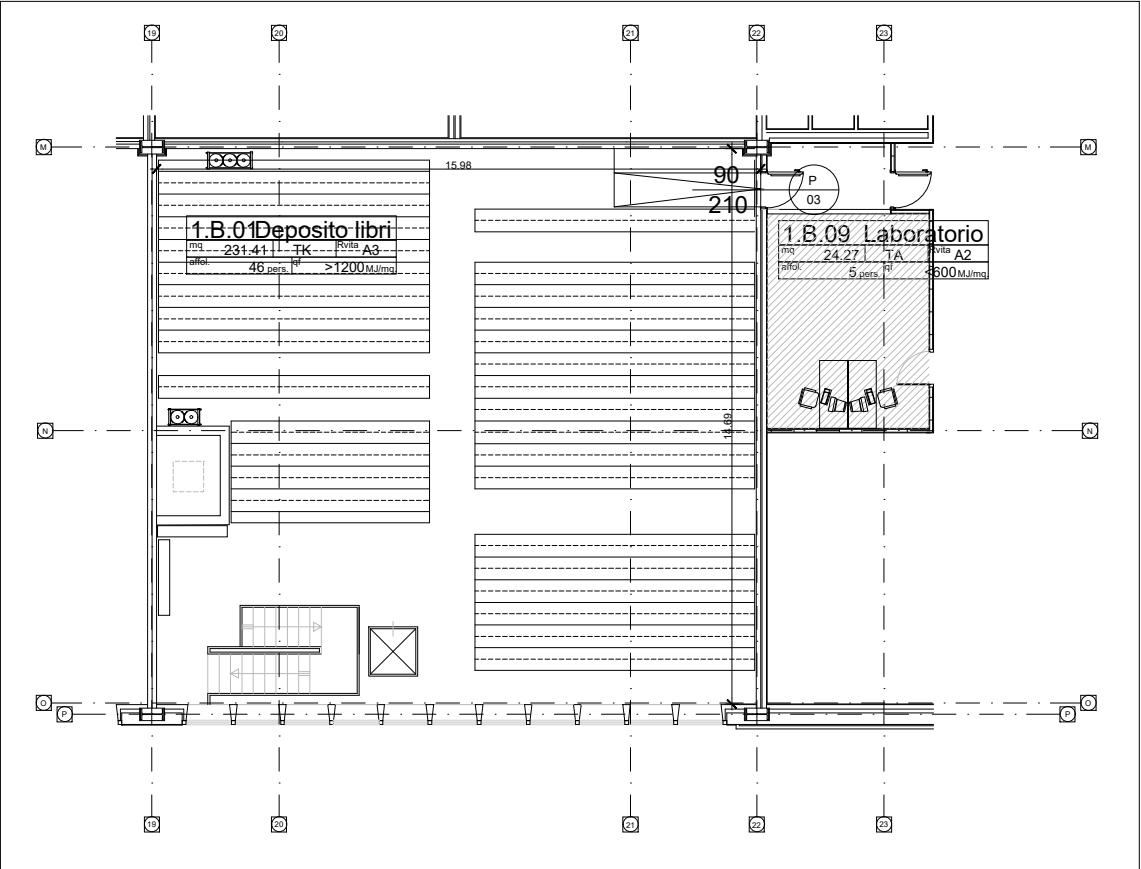 19 20 21 22 23
M M
15.98
90
210
P
03
1.B.01 Deposito libri
mq 231.41 TK Rvita A3
affol. 46 pers. qf >1200 MJ/mq
1.B.09 Laboratorio
mq 24.27 TA Rvita A2
affol. 5 pers. qf <600 MJ/mq
14.69
N N
O O
P P
19 20 21 22 23